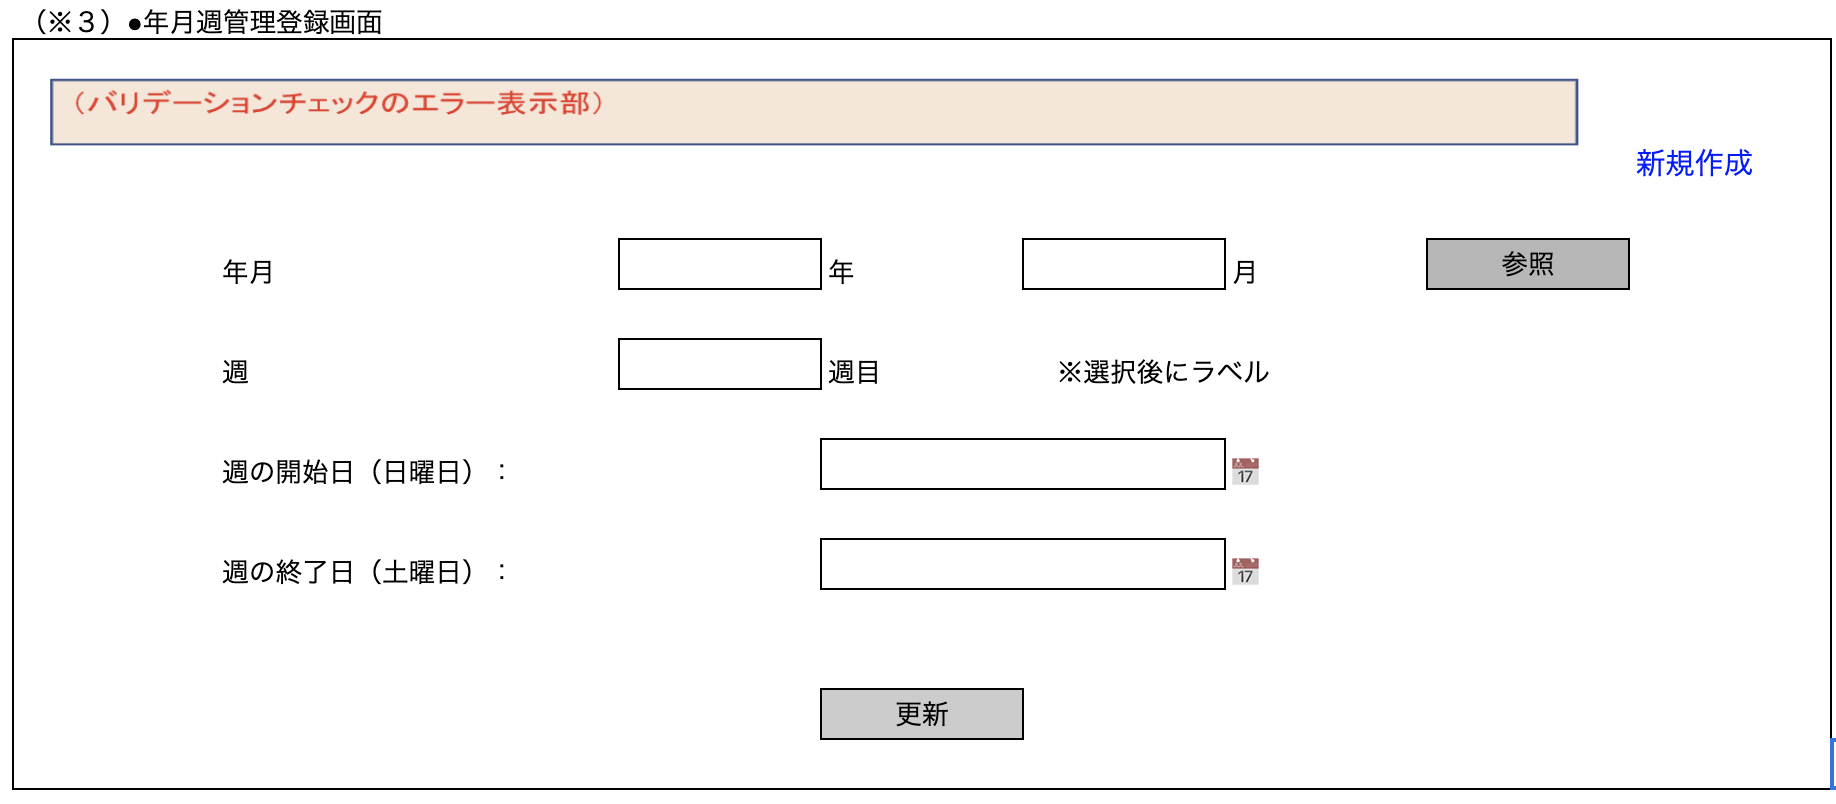 （※３）●年月週管理登録画面
（バリデーションチェックのエラー表示部）
新規作成
年月 年 月 参照
週 週目 ※選択後にラベル
週の開始日（日曜日）： 17
週の終了日（土曜日）： 17
更新